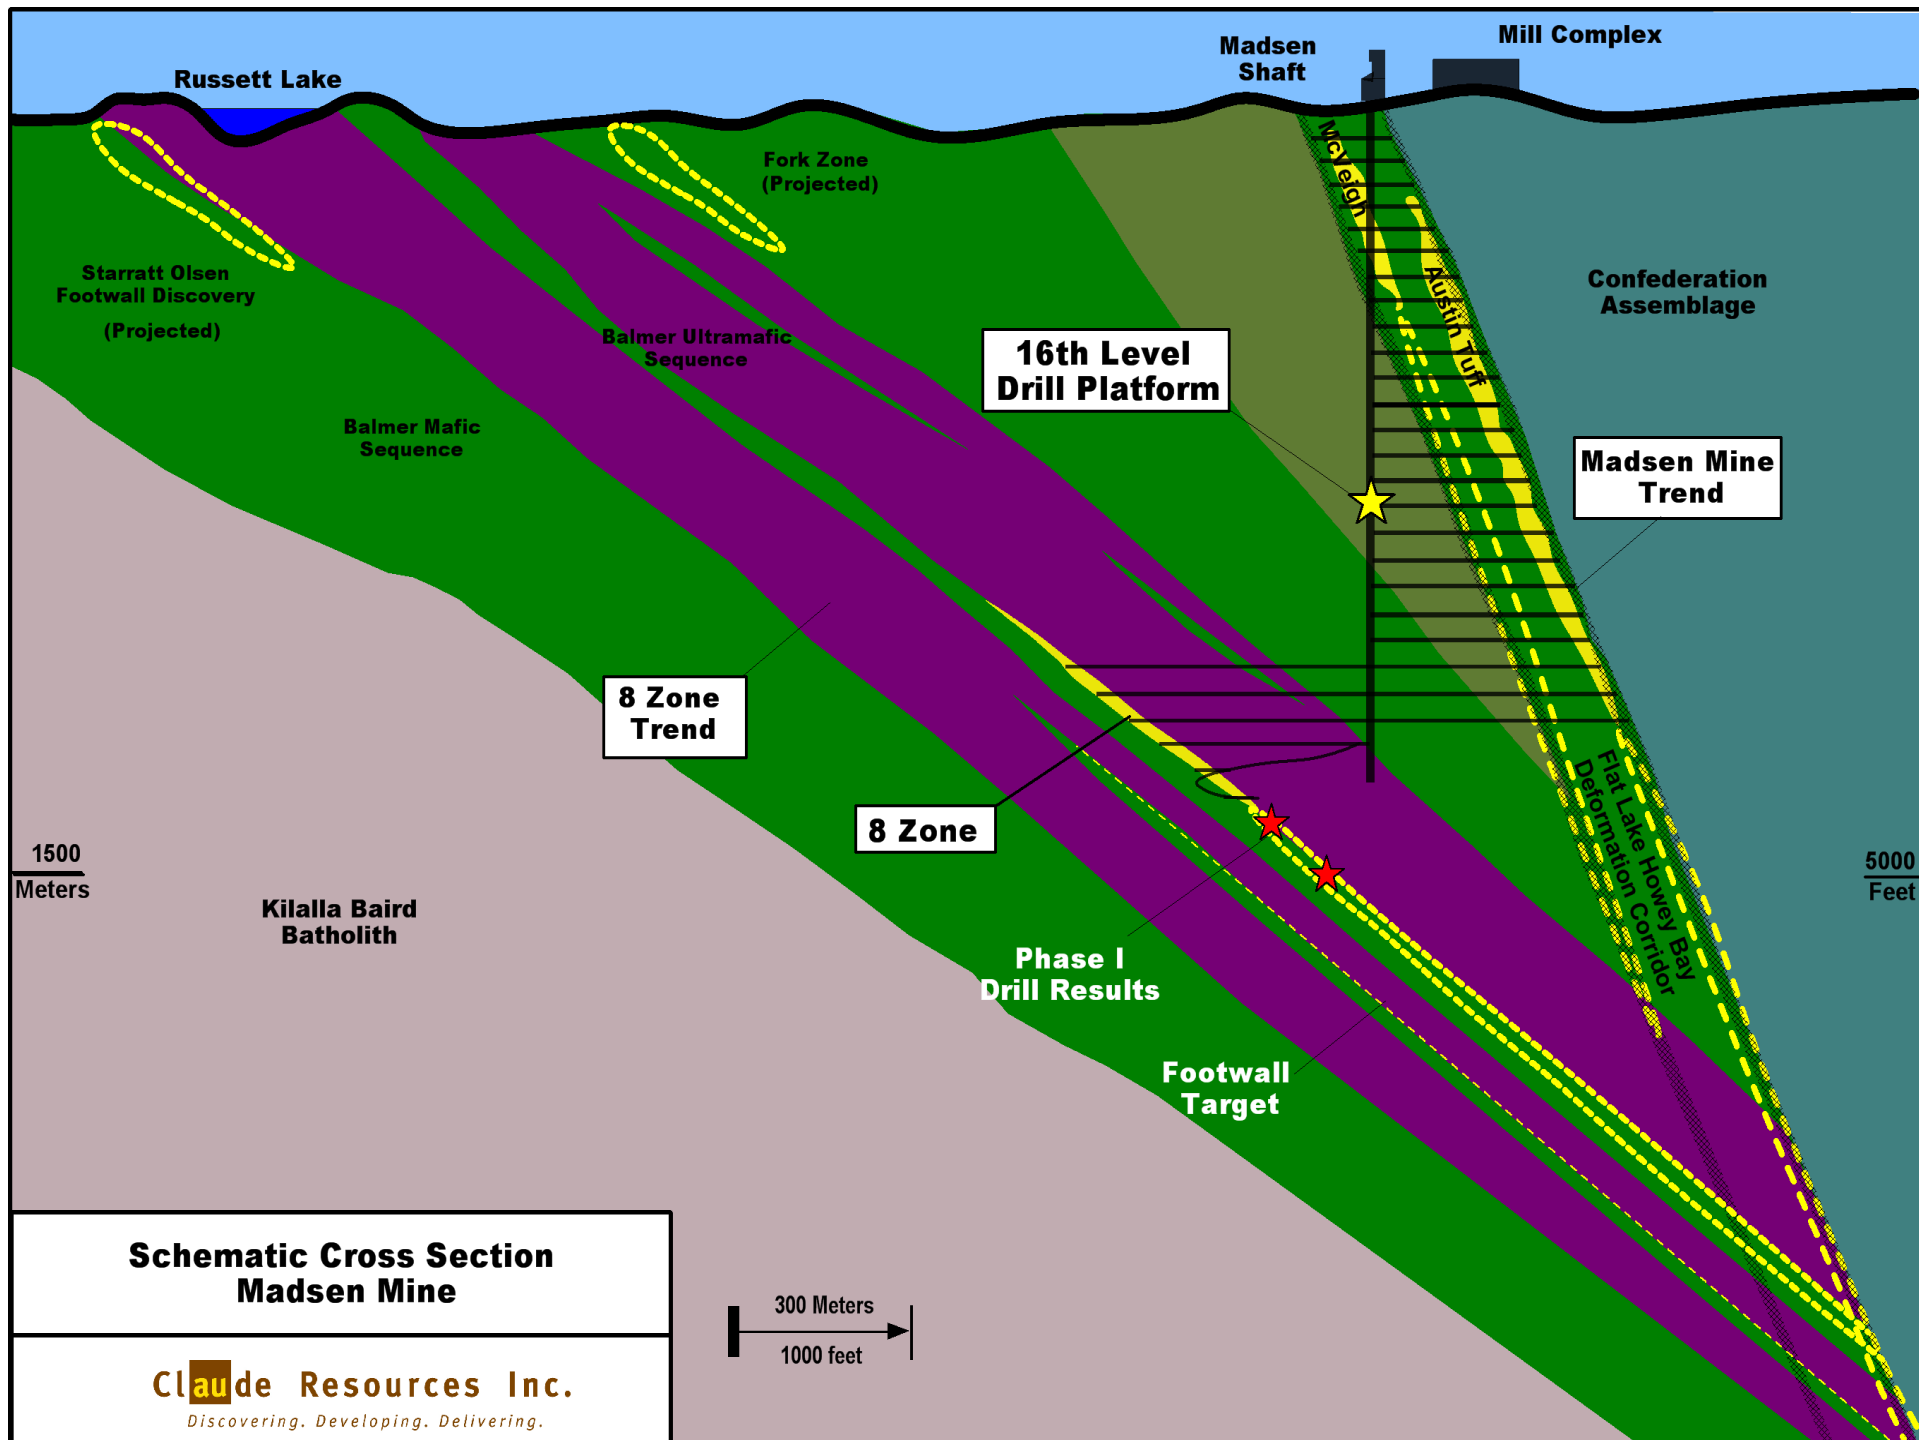 Madsen
Shaft
Mill Complex
Russett Lake
Fork Zone
(Projected)
McVeigh
Austin Tuff
Starratt Olsen
Footwall Discovery
(Projected)
Confederation
Assemblage
Balmer Ultramafic
Sequence
16th Level
Drill Platform
Balmer Mafic
Sequence
Madsen Mine
Trend
8 Zone
Trend
8 Zone
Flat Lake Howey Bay
Deformation Corridor
1500
Meters
5000
Feet
Kilalla Baird
Batholith
Phase I
Drill Results
Footwall
Target
Schematic Cross Section
Madsen Mine
300 Meters
1000 feet
Claude Resources Inc.
Discovering. Developing. Delivering.